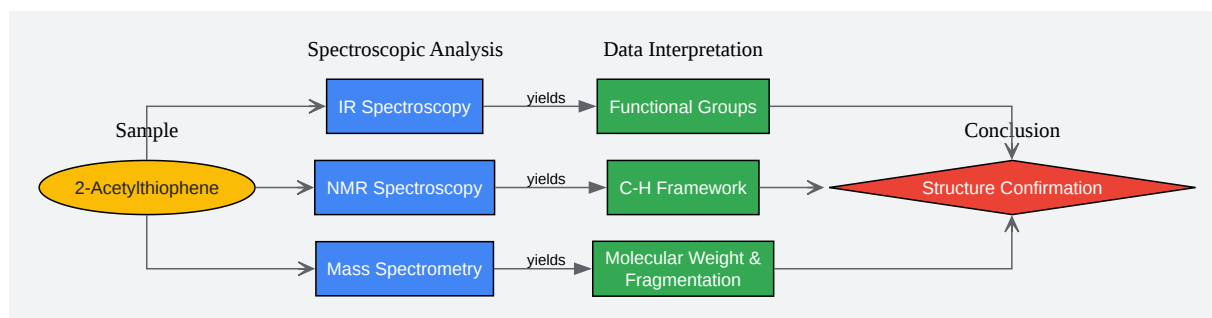 Spectroscopic Analysis
Data Interpretation
IR Spectroscopy
yields
Functional Groups
Sample
Conclusion
2-Acetylthiophene
NMR Spectroscopy
yields
C-H Framework
Structure Confirmation
Mass Spectrometry
yields
Molecular Weight &
Fragmentation